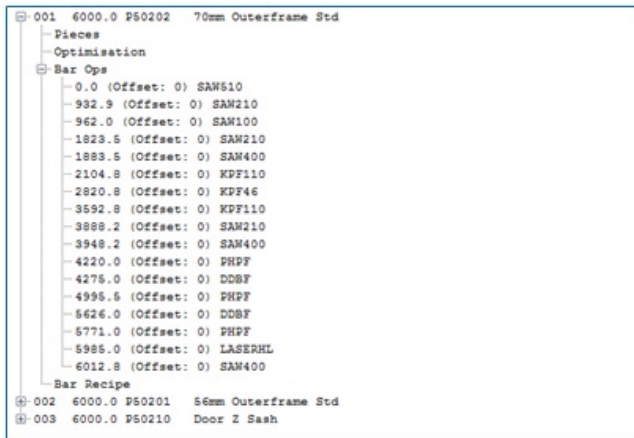 001 6000.0 P50202 70mm Outerframe Std
Pieces
Optimisation
Bar Ops
0.0 (Offset: 0) SAW510
932.9 (Offset: 0) SAW210
962.0 (Offset: 0) SAW100
1823.5 (Offset: 0) SAW210
1883.5 (Offset: 0) SAW400
2104.8 (Offset: 0) KPF110
2820.8 (Offset: 0) KPF46
3592.8 (Offset: 0) KPF110
3888.2 (Offset: 0) SAW210
3948.2 (Offset: 0) SAW400
4220.0 (Offset: 0) PHPF
4275.0 (Offset: 0) DDBF
4995.5 (Offset: 0) PHPF
5626.0 (Offset: 0) DDBF
5771.0 (Offset: 0) PHPF
5985.0 (Offset: 0) LASERHL
6012.8 (Offset: 0) SAW400
Bar Recipe
002 6000.0 P50201 56mm Outerframe Std
003 6000.0 P50210 Door Z Sash